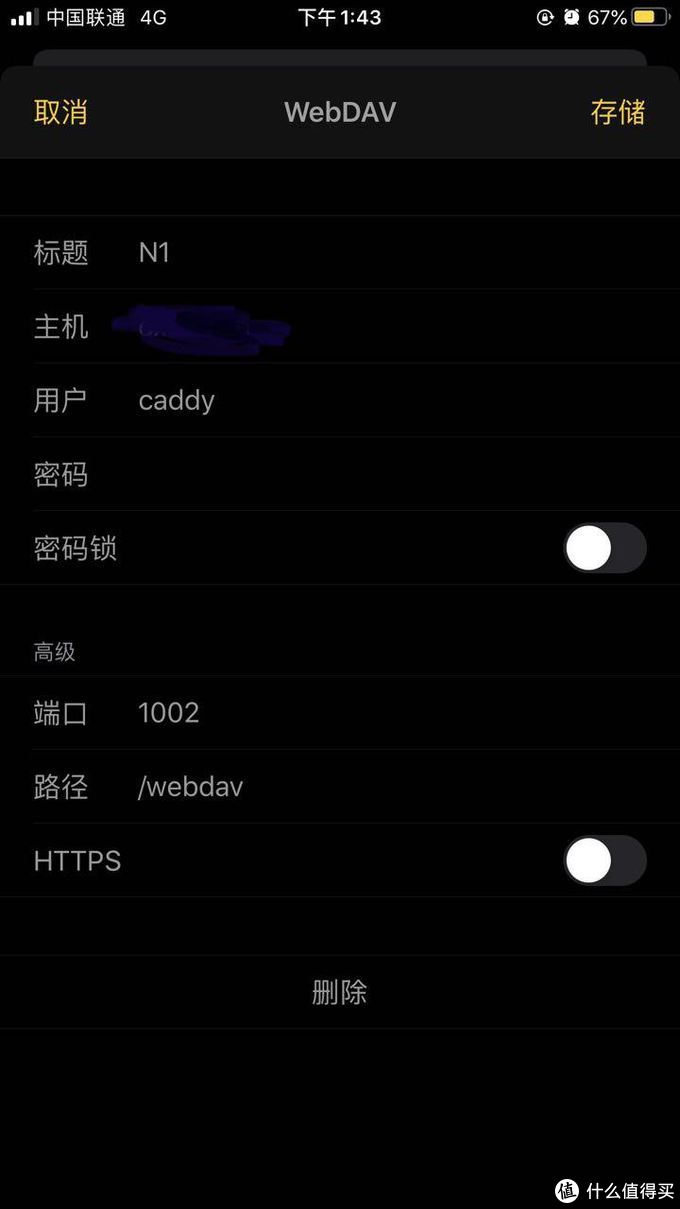 中国联通 4G 下午1:43 67%
取消 WebDAV 存储
标题 N1
主机
用户 caddy
密码
密码锁
高级
端口 1002
路径 /webdav
HTTPS
删除
值 什么值得买